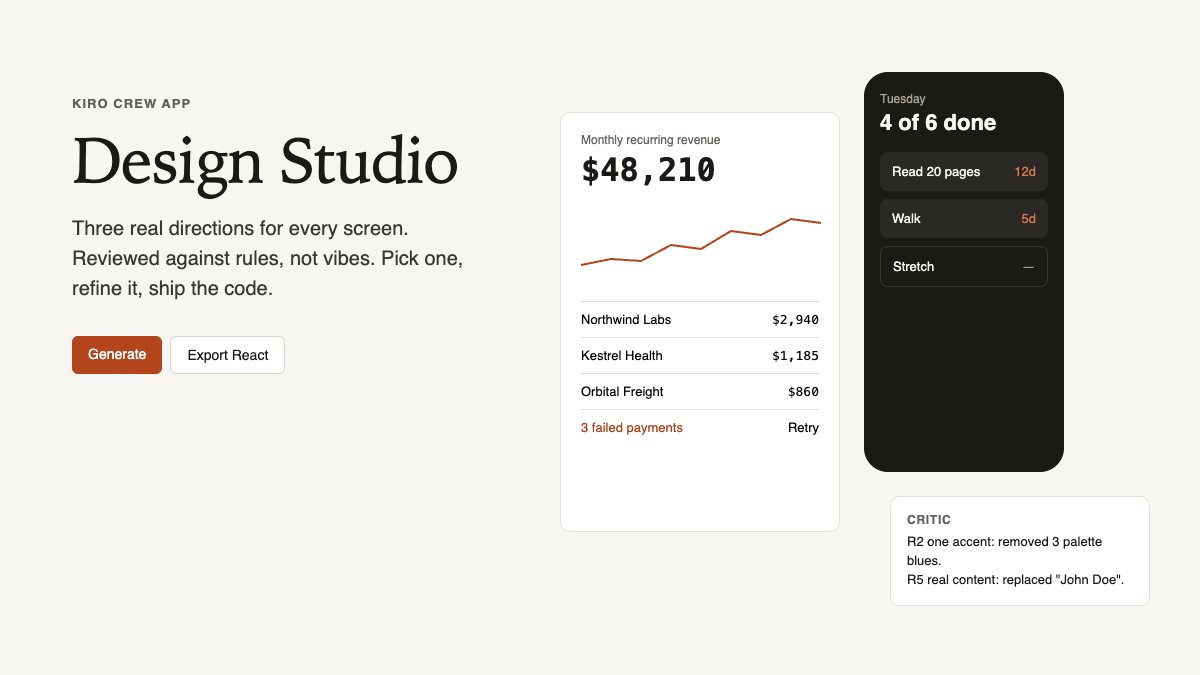 KIRO CREW APP
Design Studio
Three real directions for every screen.
Reviewed against rules, not vibes. Pick one,
refine it, ship the code.
Generate
Export React
Monthly recurring revenue
$48,210
Northwind Labs $2,940
Kestrel Health $1,185
Orbital Freight $860
3 failed payments Retry
Tuesday
4 of 6 done
Read 20 pages 12d
Walk 5d
Stretch —
CRITIC
R2 one accent: removed 3 palette
blues.
R5 real content: replaced "John Doe".